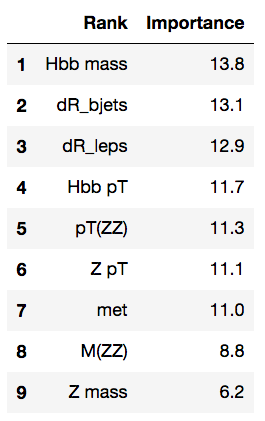 Rank Importance
1 Hbb mass 13.8
2 dR_bjets 13.1
3 dR_leps 12.9
4 Hbb pT 11.7
5 pT(ZZ) 11.3
6 Z pT 11.1
7 met 11.0
8 M(ZZ) 8.8
9 Z mass 6.2